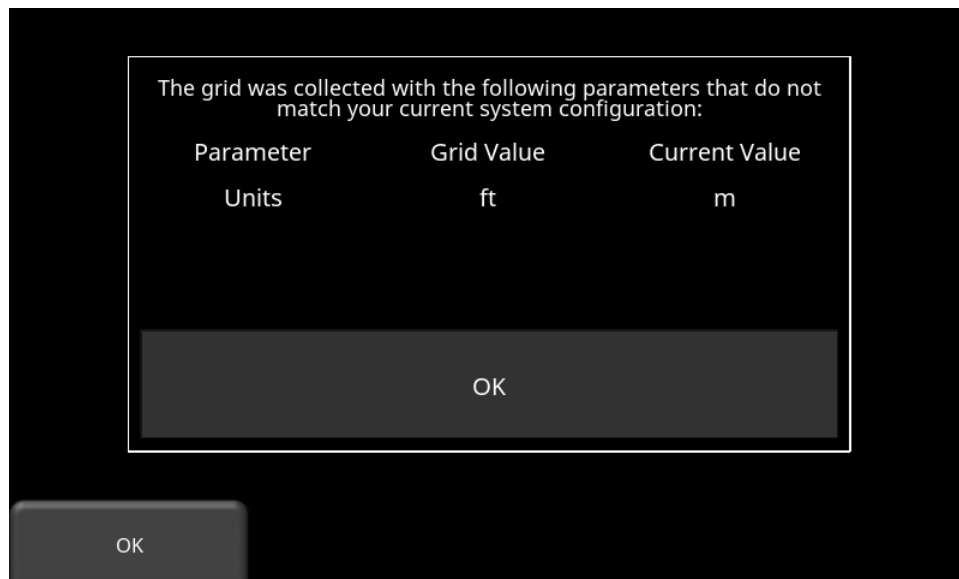 The grid was collected with the following parameters that do not
match your current system configuration:
Parameter Grid Value Current Value
Units ft m
OK
OK